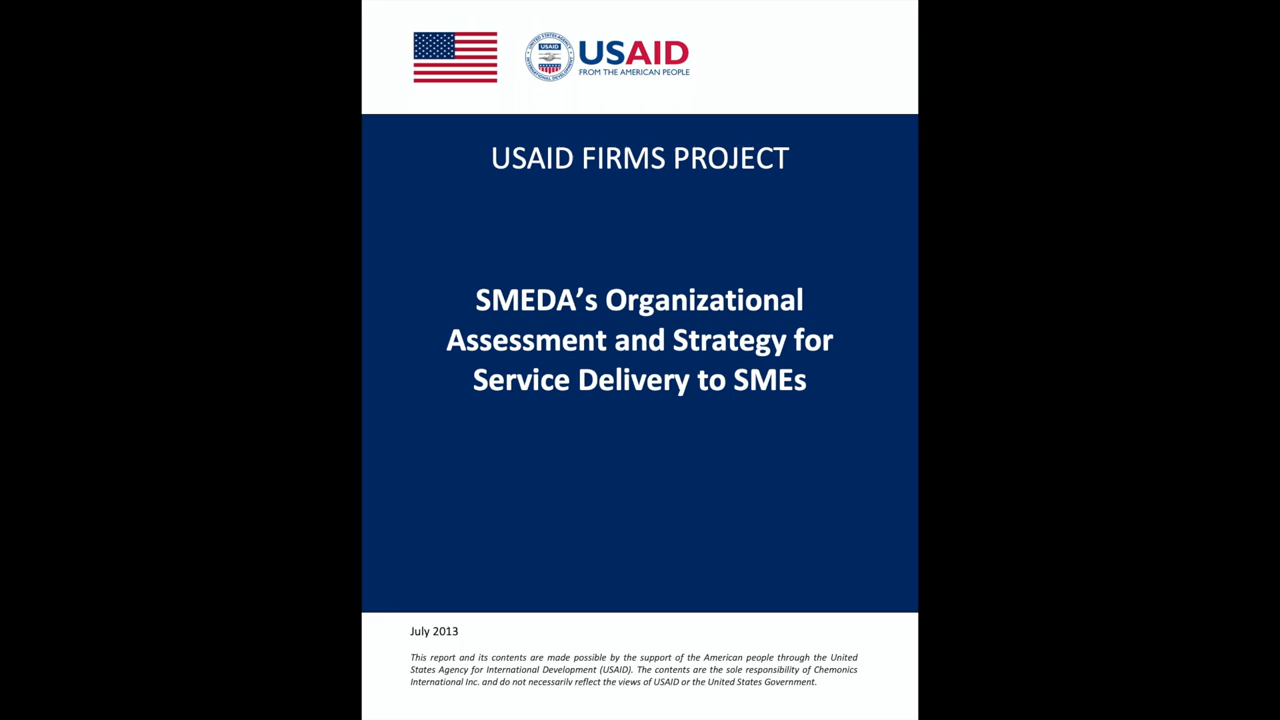 USAID
FROM THE AMERICAN PEOPLE
USAID FIRMS PROJECT
SMEDA’s Organizational
Assessment and Strategy for
Service Delivery to SMEs
July 2013
This report and its contents are made possible by the support of the American people through the United
States Agency for International Development (USAID). The contents are the sole responsibility of Chemonics
International Inc. and do not necessarily reflect the views of USAID or the United States Government.